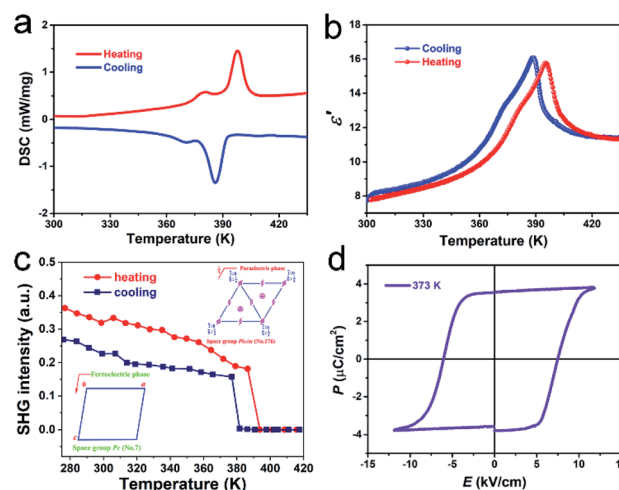 a
Heating
Cooling
DSC (mW/mg)
2
1
0
-1
-2
300 330 360 390 420
Temperature (K)
b
Cooling
Heating
ε'
18
16
14
12
10
8
300 330 360 390 420
Temperature (K)
c
heating
cooling
SHG intensity (a.u.)
0.5
0.4
0.3
0.2
0.1
0.0
Paraelectric phase
Space group P6₃/m (No.176)
Ferroelectric phase
0 a
c
Space group Pc (No.7)
280 300 320 340 360 380 400 420
Temperature (K)
d
373 K
P (μC/cm²)
8
4
0
-4
-8
-15 -10 -5 0 5 10 15
E (kV/cm)